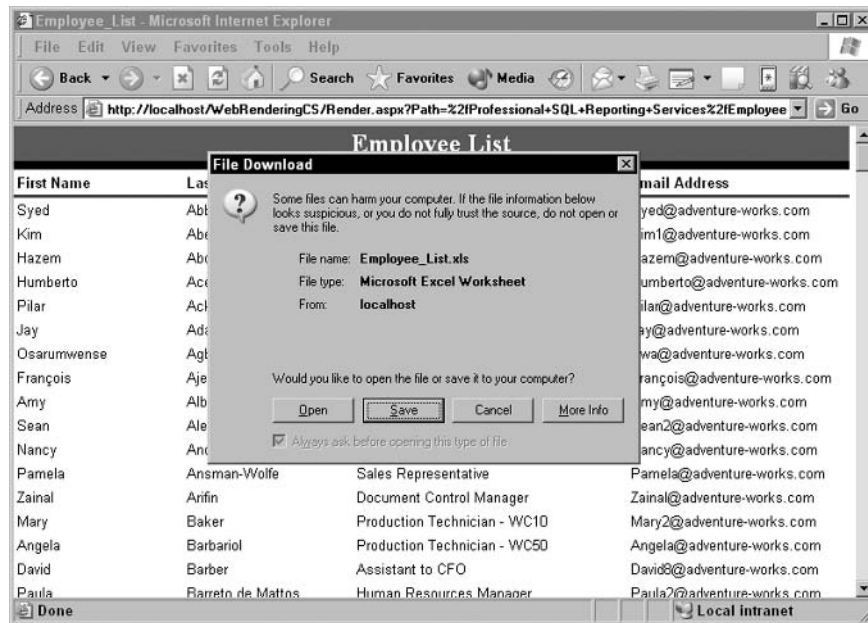 Employee_List - Microsoft Internet Explorer
File Edit View Favorites Tools Help
Back Search Favorites Media
Address http://localhost/WebRenderingCS/Render.aspx?Path=%2fProfessional+SQL+Reporting+Services%2fEmployee Go
Employee List
First Name mail Address
File Download
Some files can harm your computer. If the file information below
looks suspicious, or you do not fully trust the source, do not open or
save this file.
File name: Employee_List.xls
File type: Microsoft Excel Worksheet
From: localhost
Would you like to open the file or save it to your computer?
Open Save Cancel More Info
Always ask before opening this type of file
Syed yed@adventure-works.com
Kim im1@adventure-works.com
Hazem azem@adventure-works.com
Humberto umberto@adventure-works.com
Pilar ilar@adventure-works.com
Jay ay@adventure-works.com
Osarumwense wa@adventure-works.com
François rançois@adventure-works.com
Amy my@adventure-works.com
Sean ean2@adventure-works.com
Nancy ancy@adventure-works.com
Pamela Ansman-Wolfe Sales Representative Pamela@adventure-works.com
Zainal Arifin Document Control Manager Zainal@adventure-works.com
Mary Baker Production Technician - WC10 Mary2@adventure-works.com
Angela Barbariol Production Technician - WC50 Angela@adventure-works.com
David Barber Assistant to CFO David8@adventure-works.com
Paula Barreto de Mattos Human Resources Manager Paula2@adventure-works.com
Done Local intranet